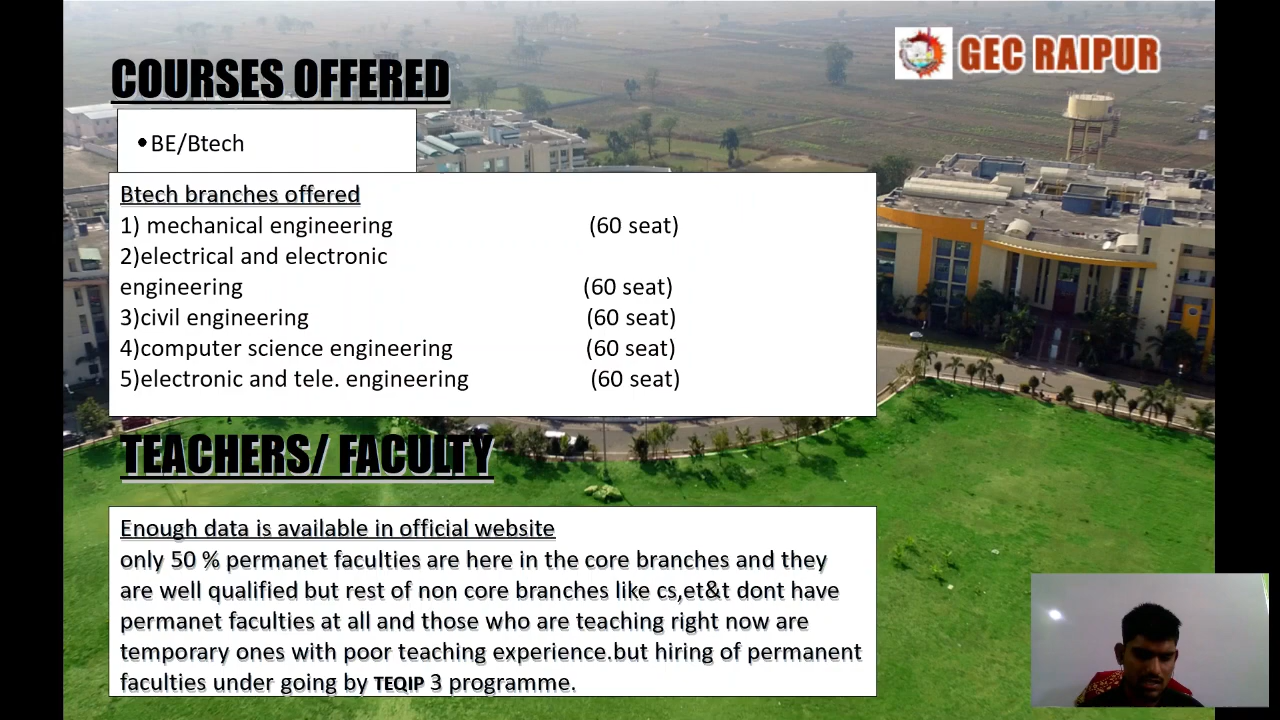 GEC RAIPUR
COURSES OFFERED
•BE/Btech
Btech branches offered
1) mechanical engineering (60 seat)
2)electrical and electronic
engineering (60 seat)
3)civil engineering (60 seat)
4)computer science engineering (60 seat)
5)electronic and tele. engineering (60 seat)
TEACHERS/ FACULTY
Enough data is available in official website
only 50 % permanet faculties are here in the core branches and they
are well qualified but rest of non core branches like cs,et&t dont have
permanet faculties at all and those who are teaching right now are
temporary ones with poor teaching experience.but hiring of permanent
faculties under going by TEQIP 3 programme.